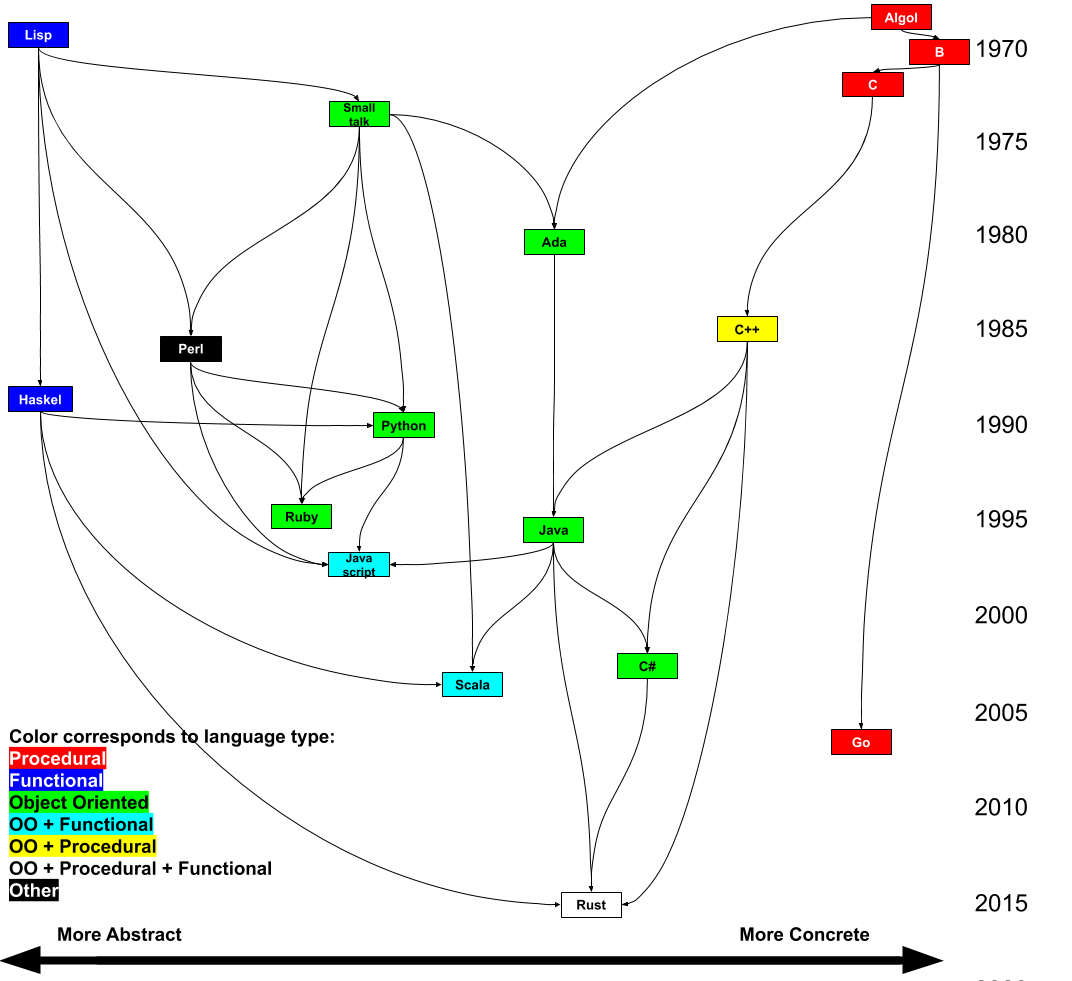 Algol
Lisp
B
1970
C
Small
talk
1975
Ada
1980
C++
1985
Perl
Haskel
Python
1990
Ruby
Java
1995
Java
script
2000
C#
Scala
2005
Go
Color corresponds to language type:
Procedural
Functional
Object Oriented
OO + Functional
OO + Procedural
OO + Procedural + Functional
Other
2010
Rust
2015
More Abstract
More Concrete